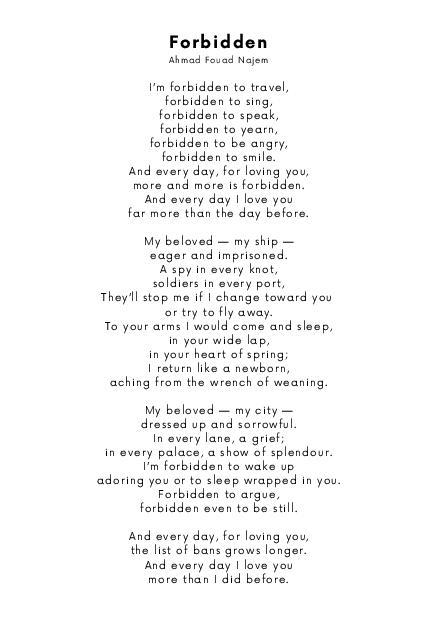 Forbidden
Ahmad Fouad Najem
I'm forbidden to travel,
forbidden to sing,
forbidden to speak,
forbidden to yearn,
forbidden to be angry,
forbidden to smile.
And every day, for loving you,
more and more is forbidden.
And every day I love you
far more than the day before.
My beloved — my ship —
eager and imprisoned.
A spy in every knot,
soldiers in every port,
They'll stop me if I change toward you
or try to fly away.
To your arms I would come and sleep,
in your wide lap,
in your heart of spring;
I return like a newborn,
aching from the wrench of weaning.
My beloved — my city —
dressed up and sorrowful.
In every lane, a grief;
in every palace, a show of splendour.
I'm forbidden to wake up
adoring you or to sleep wrapped in you.
Forbidden to argue,
forbidden even to be still.
And every day, for loving you,
the list of bans grows longer.
And every day I love you
more than I did before.